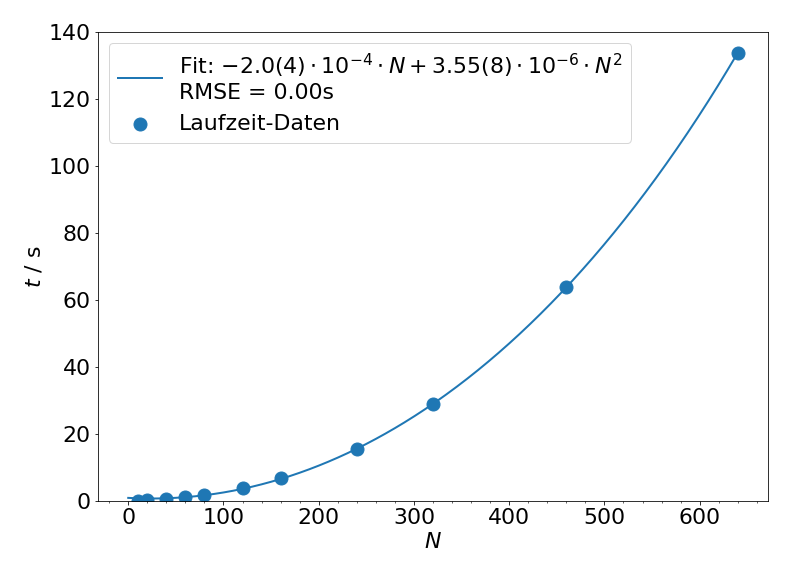 140
120
100
80
60
40
20
0
t / s
Fit: −2.0(4) · 10⁻⁴ · N + 3.55(8) · 10⁻⁶ · N²
RMSE = 0.00s
Laufzeit-Daten
0 100 200 300 400 500 600
N